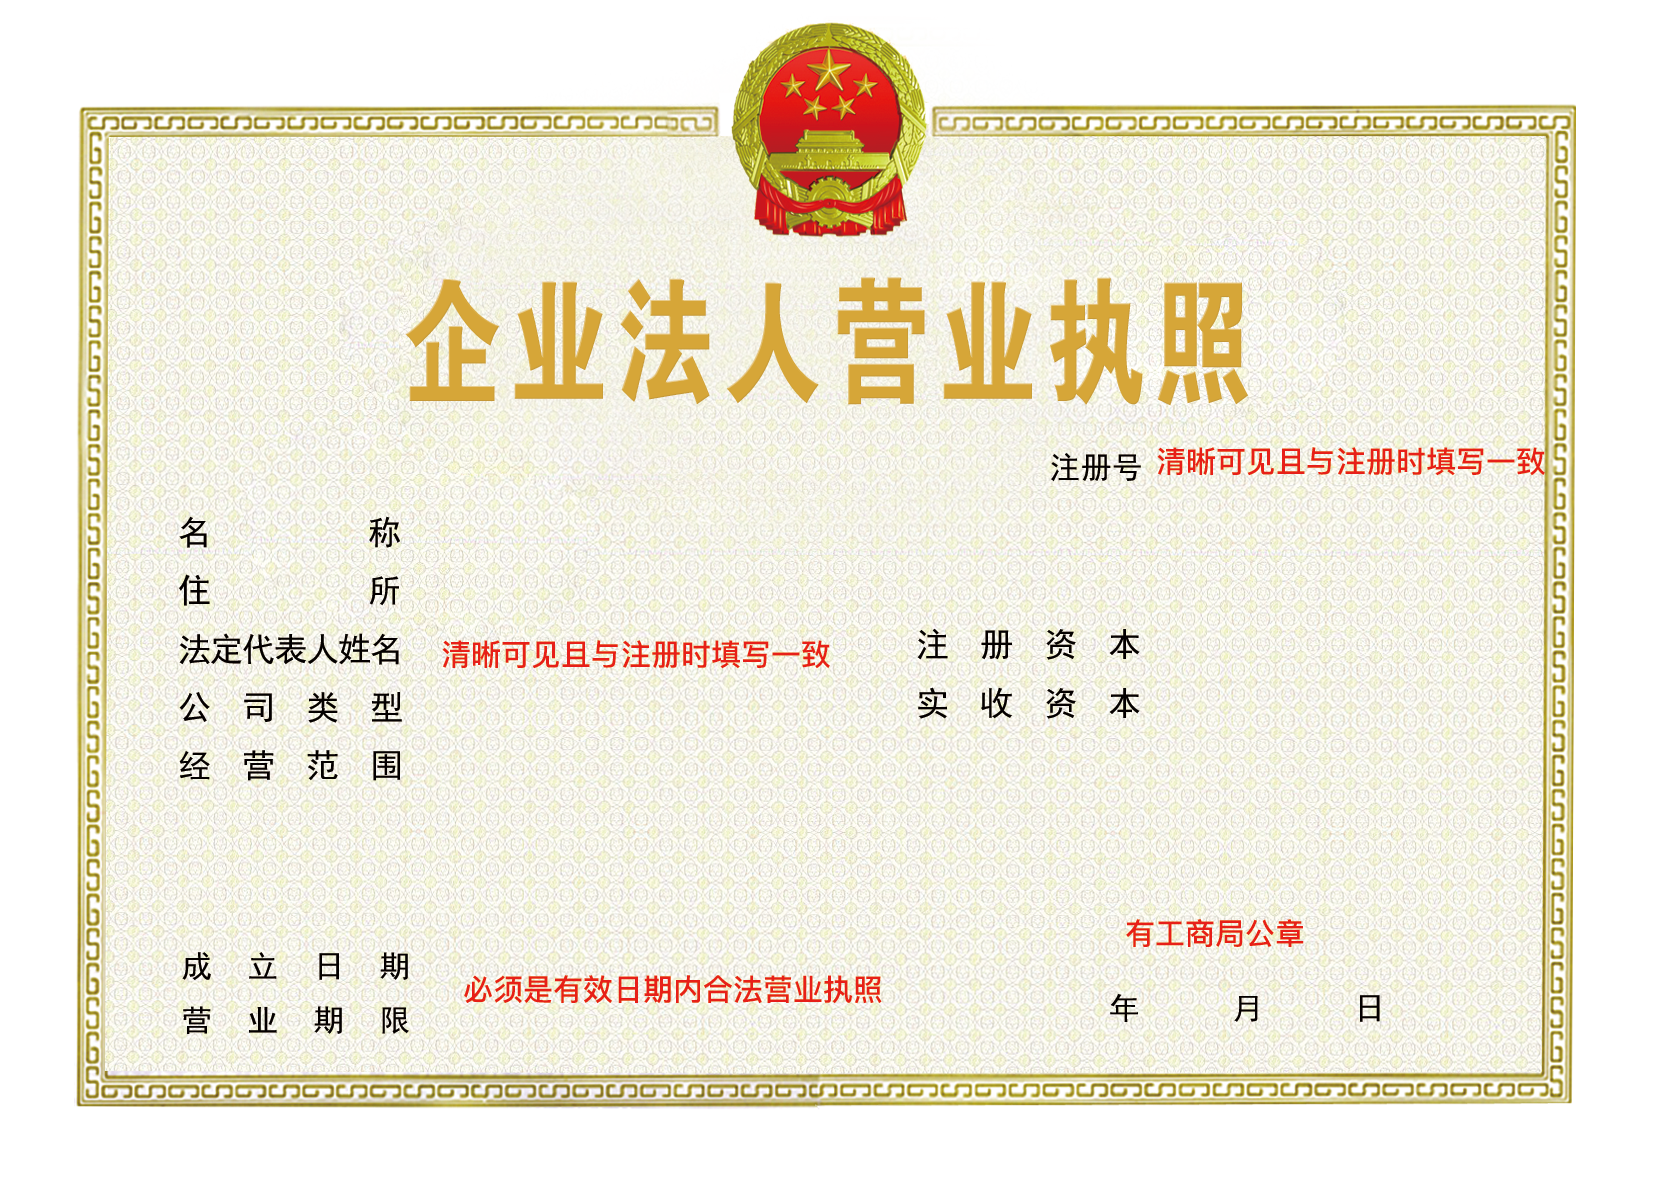 企业法人营业执照
注册号 清晰可见且与注册时填写一致
名称
住所
法定代表人姓名 清晰可见且与注册时填写一致 注册资本
公司类型 实收资本
经营范围
有工商局公章
成立日期 必须是有效日期内合法营业执照
营业期限 年 月 日